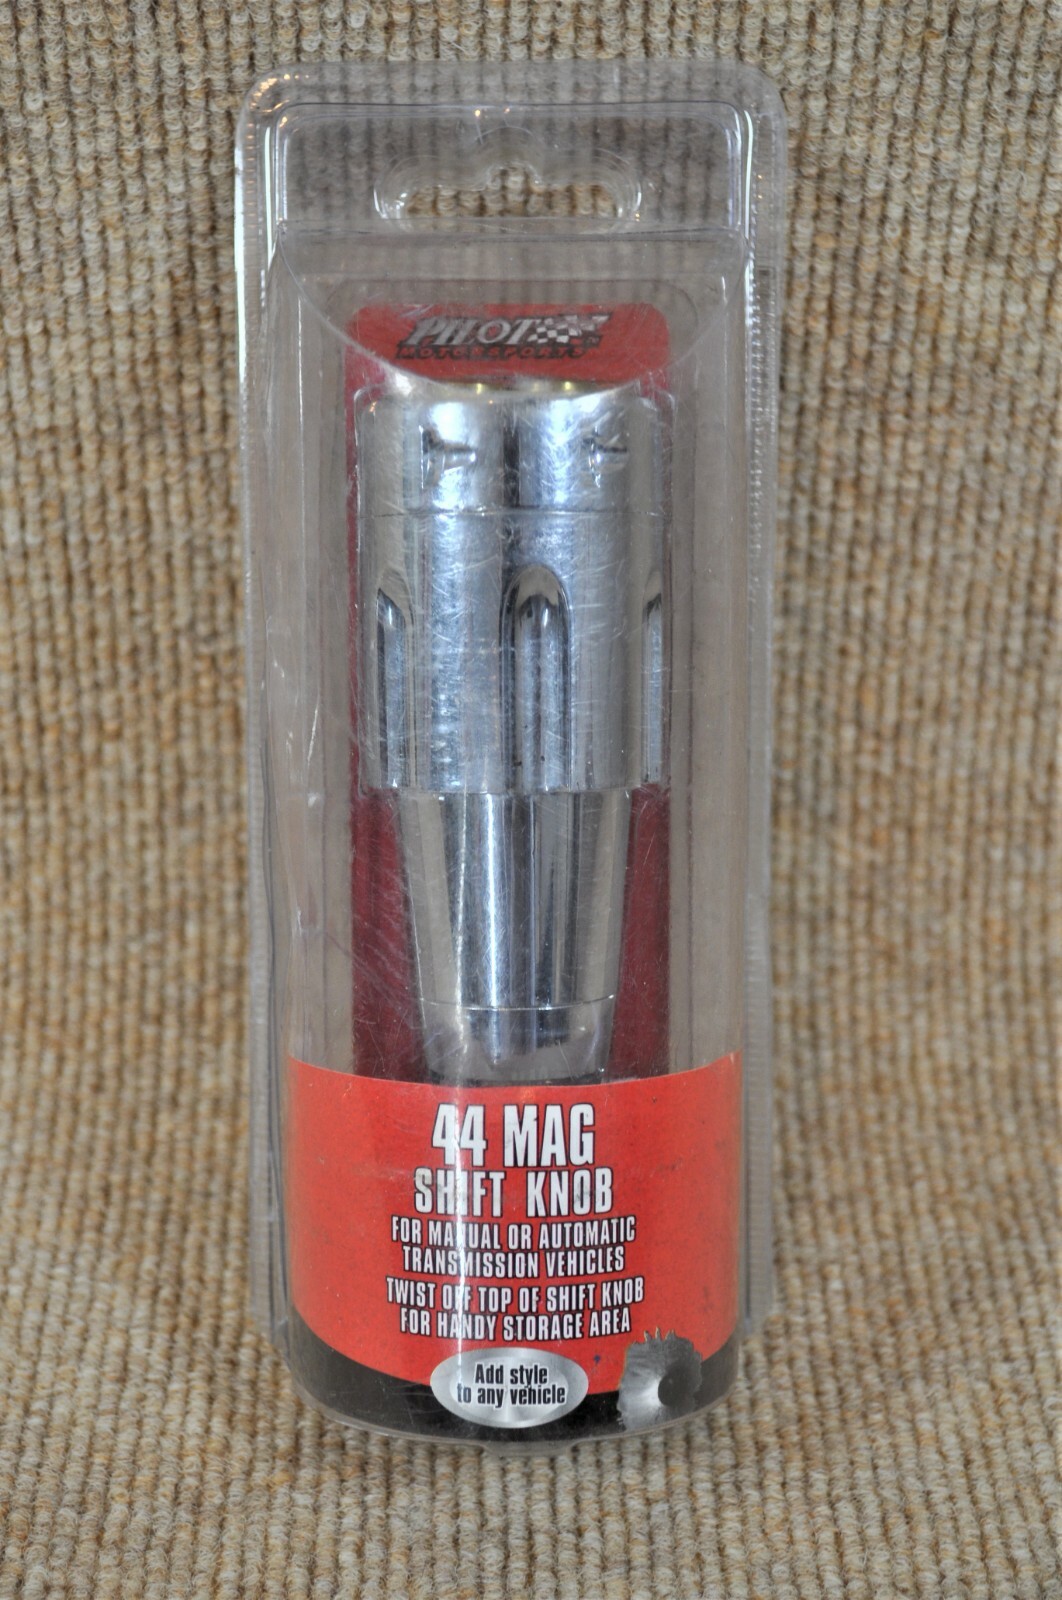 PILOT
MOTORSPORTS
44 MAG
SHIFT KNOB
FOR MANUAL OR AUTOMATIC
TRANSMISSION VEHICLES
TWIST OFF TOP OF SHIFT KNOB
FOR HANDY STORAGE AREA
Add style
to any vehicle